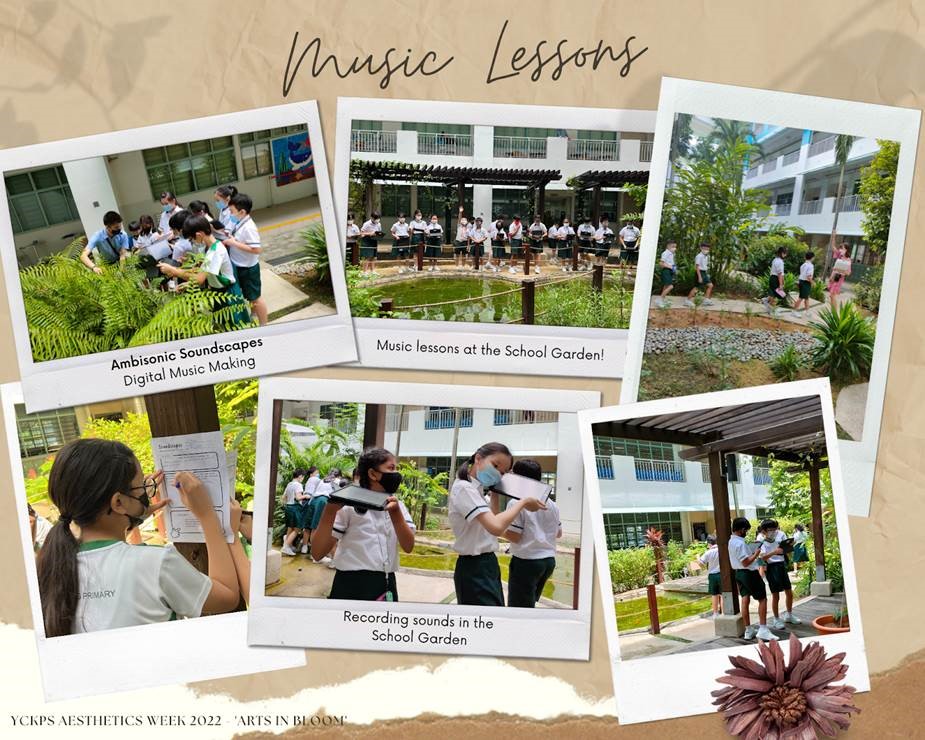 Music Lessons
Ambisonic Soundscapes
Digital Music Making
Music lessons at the School Garden!
Soundscapes
PRIMARY
Recording sounds in the
School Garden
YCKPS AESTHETICS WEEK 2022 - 'ARTS IN BLOOM'